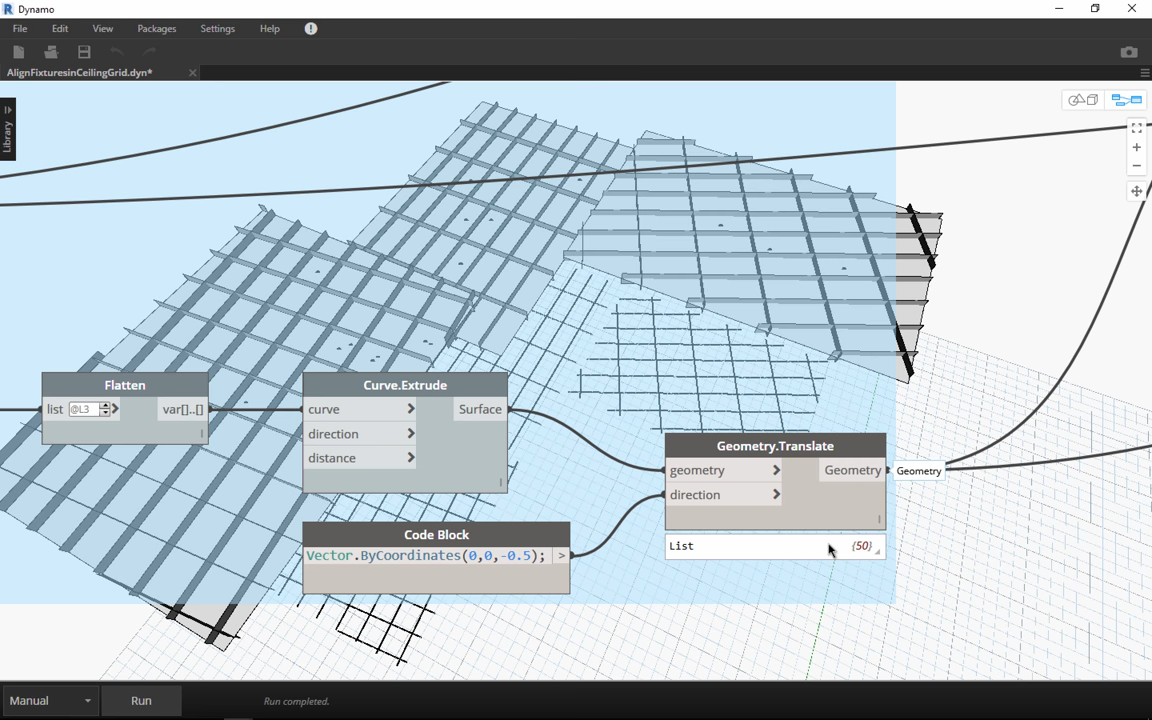 Dynamo
File Edit View Packages Settings Help
AlignFixturesinCeilingGrid.dyn*
Library
Flatten
list @L3 > var[]..[]
Curve.Extrude
curve > Surface
direction >
distance >
Geometry.Translate
geometry > Geometry
Geometry
direction >
Code Block
Vector.ByCoordinates(0,0,-0.5); >
List {50}
Manual Run Run completed.